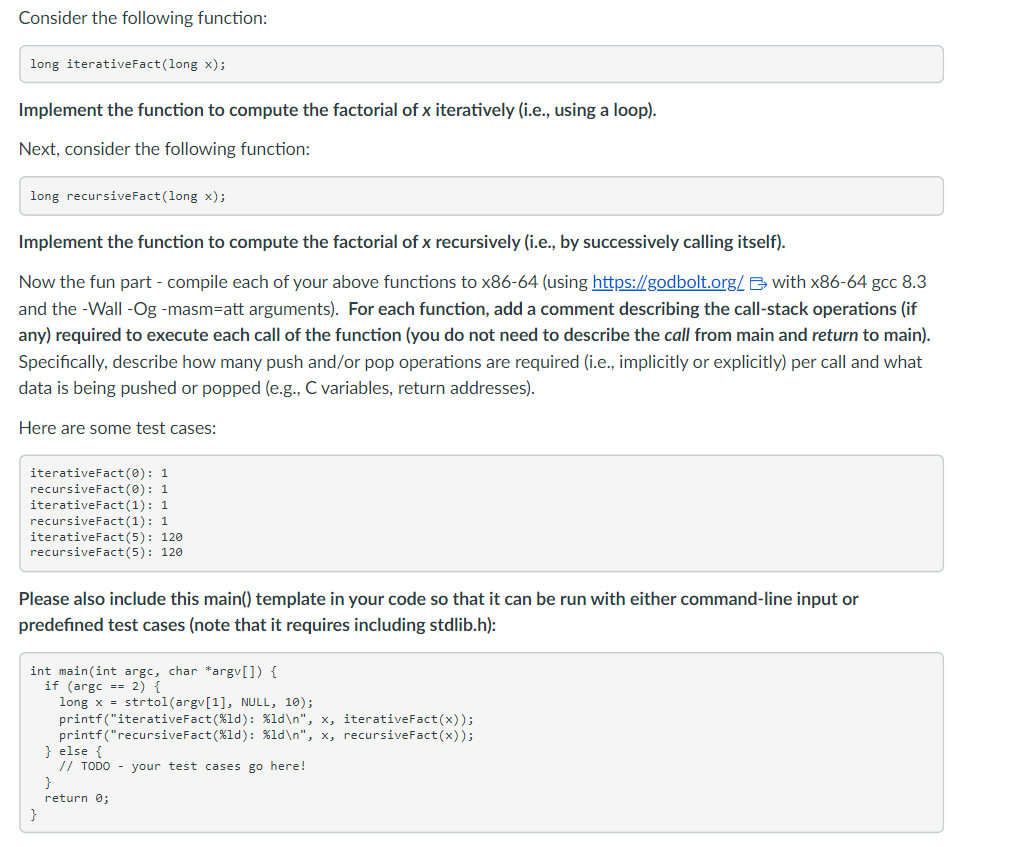 Consider the following function:
long iterativeFact(long x);
Implement the function to compute the factorial of x iteratively (i.e., using a loop).
Next, consider the following function:
long recursiveFact(long x);
Implement the function to compute the factorial of x recursively (i.e., by successively calling itself).
Now the fun part - compile each of your above functions to x86-64 (using https://godbolt.org/ with x86-64 gcc 8.3
and the -Wall -Og -masm=att arguments).  For each function, add a comment describing the call-stack operations (if
any) required to execute each call of the function (you do not need to describe the call from main and return to main).
Specifically, describe how many push and/or pop operations are required (i.e., implicitly or explicitly) per call and what
data is being pushed or popped (e.g., C variables, return addresses).
Here are some test cases:
iterativeFact(0): 1
recursiveFact(0): 1
iterativeFact(1): 1
recursiveFact(1): 1
iterativeFact(5): 120
recursiveFact(5): 120
Please also include this main() template in your code so that it can be run with either command-line input or
predefined test cases (note that it requires including stdlib.h):
int main(int argc, char *argv[]) {
  if (argc == 2) {
    long x = strtol(argv[1], NULL, 10);
    printf("iterativeFact(%ld): %ld\n", x, iterativeFact(x));
    printf("recursiveFact(%ld): %ld\n", x, recursiveFact(x));
  } else {
    // TODO - your test cases go here!
  }
  return 0;
}